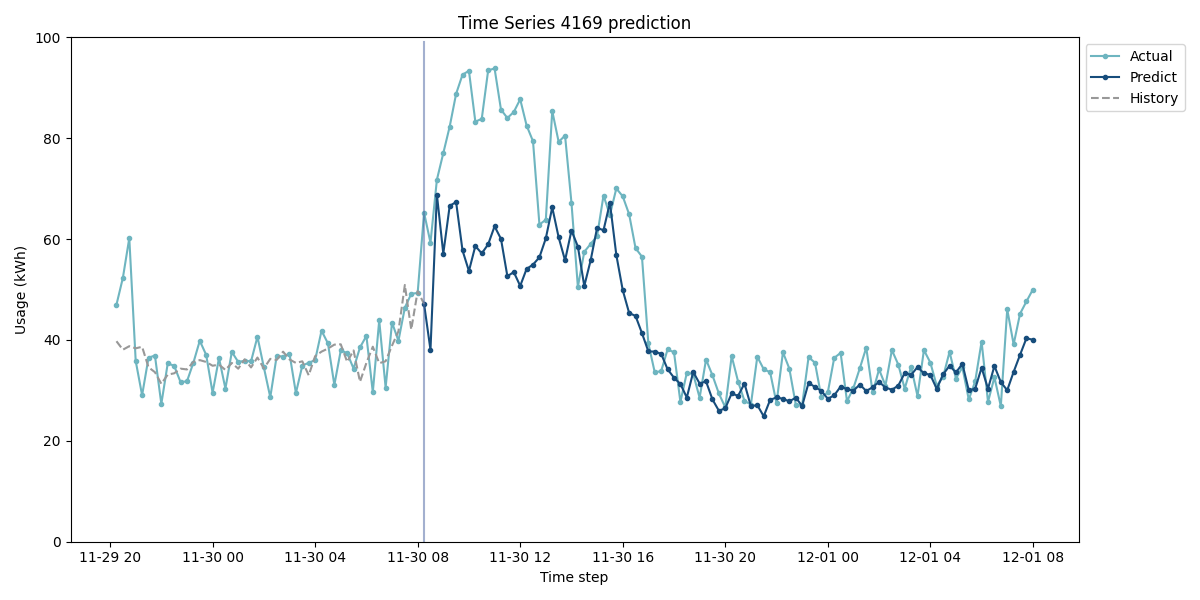 Time Series 4169 prediction
Usage (kWh)
100
80
60
40
20
0
11-29 20
11-30 00
11-30 04
11-30 08
11-30 12
11-30 16
11-30 20
12-01 00
12-01 04
12-01 08
Time step
Actual
Predict
History